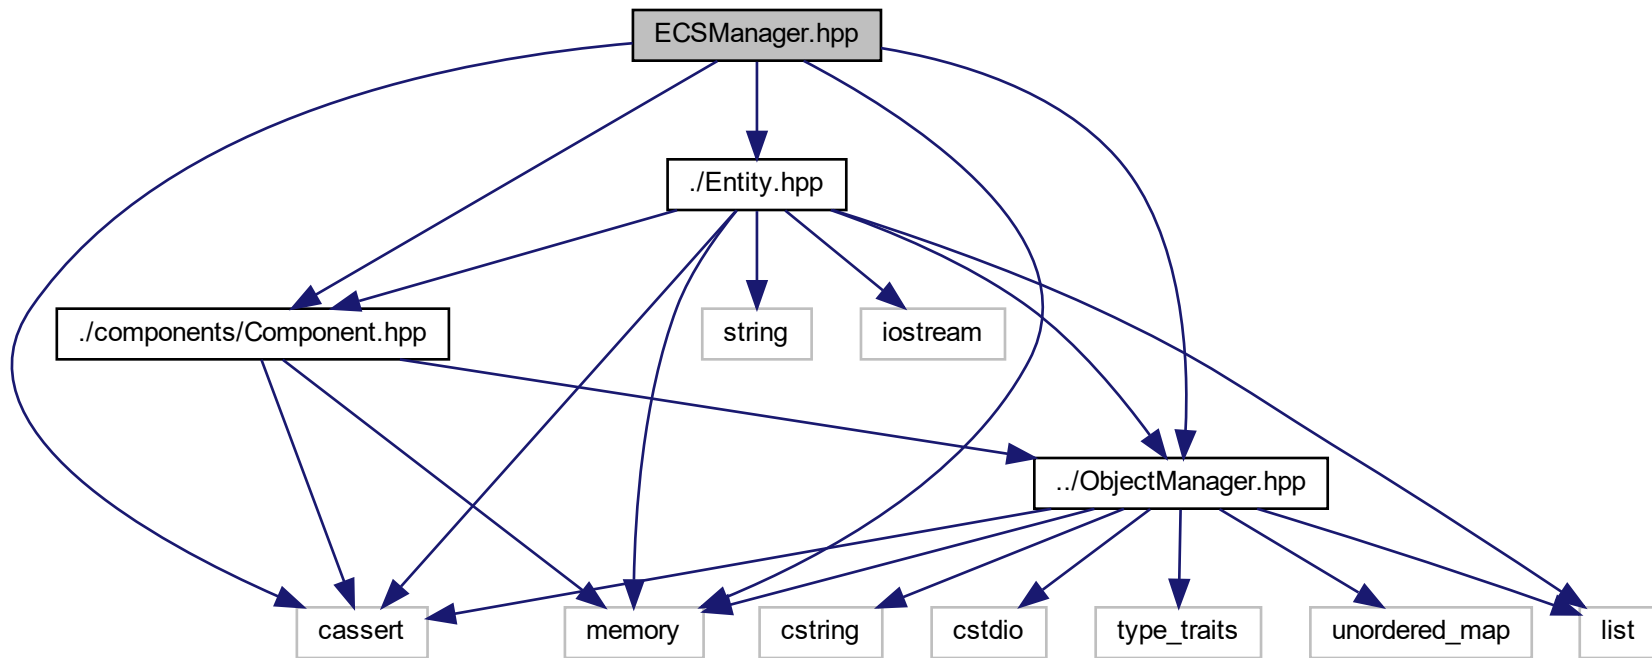 ECSManager.hpp
./Entity.hpp
./components/Component.hpp
string
iostream
../ObjectManager.hpp
cassert
memory
cstring
cstdio
type_traits
unordered_map
list